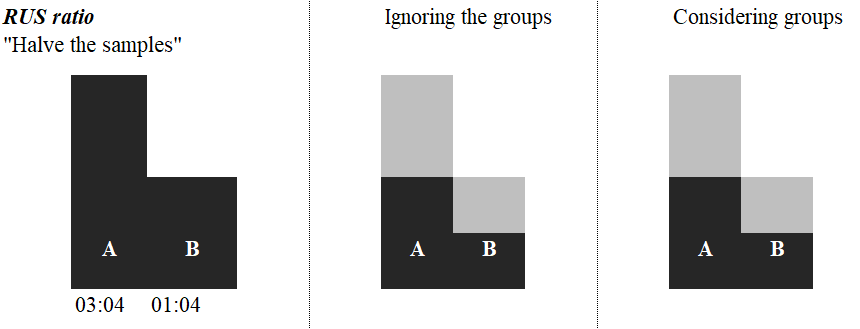 RUS ratio
"Halve the samples"
A B
03:04 01:04
Ignoring the groups
A B
Considering groups
A B